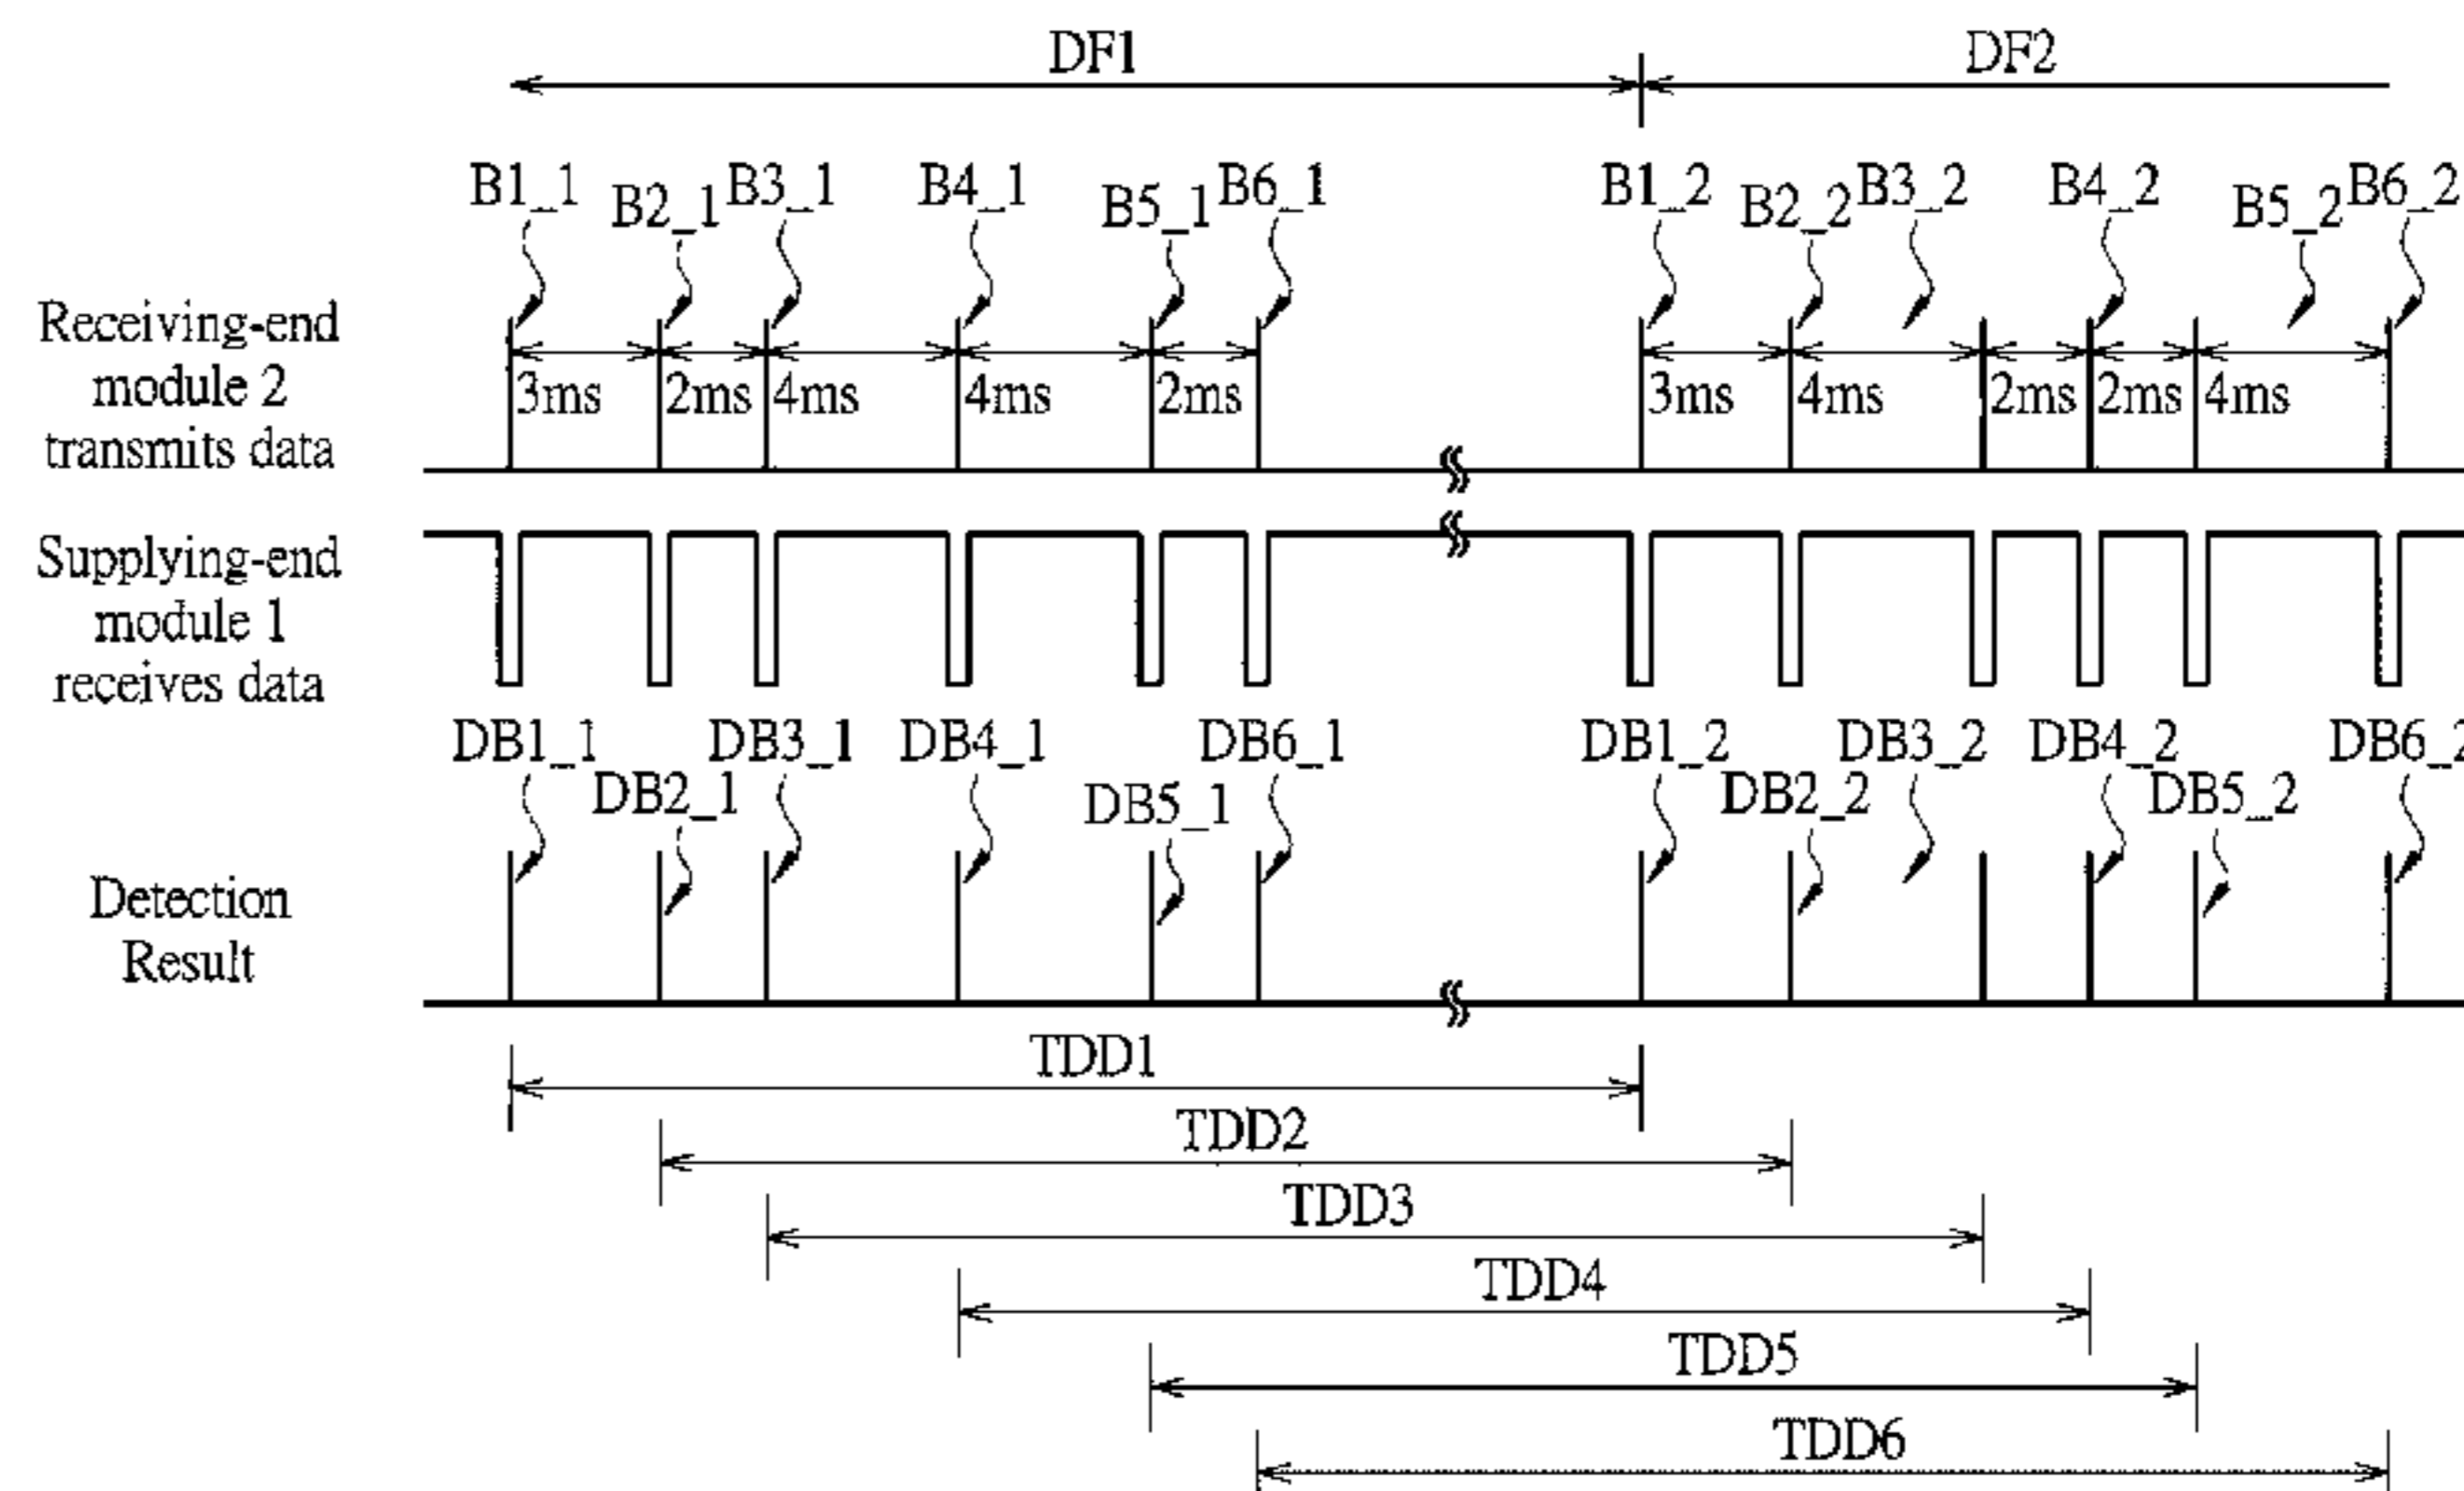 DF1 DF2
B1_1 B2_1 B3_1 B4_1 B5_1 B6_1 B1_2 B2_2 B3_2 B4_2 B5_2 B6_2
Receiving-end
module 2
transmits data
3ms 2ms 4ms 4ms 2ms 3ms 4ms 2ms 2ms 4ms
Supplying-end
module 1
receives data
DB1_1 DB2_1 DB3_1 DB4_1 DB5_1 DB6_1 DB1_2 DB2_2 DB3_2 DB4_2 DB5_2 DB6_2
Detection
Result
TDD1
TDD2
TDD3
TDD4
TDD5
TDD6